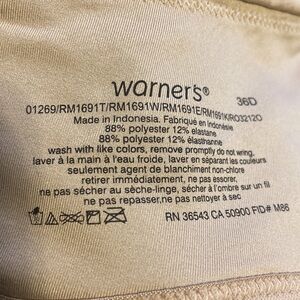 warner's®
36D
01269/RM1691T/RM1691W/RM1691E/RM1691K/RO3212O
Made in Indonesia. Fabriqué en Indonésie
88% polyester 12% elastane
88% polyester 12% élasthanne
wash with like colors, remove promptly do not wring,
laver à la main à l'eau froide, laver en séparant les couleurs
seulement agent de blanchiment non-chlore
retirer immédiatement, ne pas essorer,
ne pas sécher au sèche-linge, sécher à l'ombre sur un fil
ne pas repasser, ne pas nettoyer à sec
RN 36543 CA 50900 FID# M86